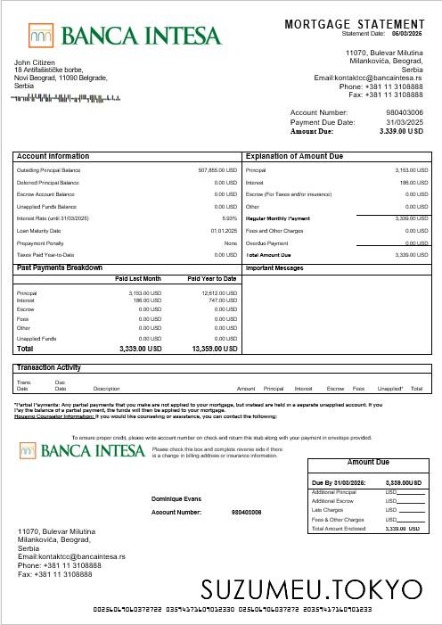 BANCA INTESA
MORTGAGE STATEMENT
Statement Date: 06/03/2026
John Citizen
18 Antifašističke borbe,
Novi Beograd, 11090 Belgrade,
Serbia
11070, Bulevar Milutina
Milankovića, Beograd,
Serbia
Email:kontaktcc@bancaintesa.rs
Phone: +381 11 3108888
Fax: +381 11 3108888
Account Number: 980403006
Payment Due Date: 31/03/2025
Amount Due: 3,339.00 USD
Account Information
Outstding Principal Balance 507,855.00 USD
Deferred Principal Balance 0.00 USD
Escrow Account Balance 0.00 USD
Unapplied Funds Balance 0.00 USD
Interest Rate (until 31/03/2025)
Loan Maturity Date 01.01.2025
Prepayment Penalty None
Taxes Paid Year-to-Date 0.00 USD
Explanation of Amount Due
Principal 3,153.00 USD
Interest 186.00 USD
Escrow (For Taxes and/or insurance) 0.00 USD
Other 0.00 USD
Regular Monthly Payment 3,339.00 USD
Fees and Other Charges 0.00 USD
Overdue Payment 0.00 USD
Total Amount Due 3,339.00 USD
Past Payments Breakdown
Paid Last Month Paid Year to Date
Principal 3,153.00 USD 12,612.00 USD
Interest 186.00 USD 747.00 USD
Escrow 0.00 USD 0.00 USD
Fees 0.00 USD 0.00 USD
Other 0.00 USD 0.00 USD
Unapplied Funds 0.00 USD 0.00 USD
Total 3,339.00 USD 13,359.00 USD
Important Messages
Transaction Activity
Trans. Date Due Date Description Amount Principal Interest Escrow Fees Unapplied* Total
*Partial Payments: Any partial payments that you make are not applied to your mortgage, but instead are held in a separate unapplied account. If you
Pay the balance of a partial payment, the funds will then be applied to your mortgage.
Housing Counselor Information: If you would like counseling or assistance, you can contact the following:
To ensure proper credit, please write account number on check and return the stub along with your payment in envelope provided.
BANCA INTESA
Please check this box and complete reverse side if there
is a change in billing address or insurance information.
Amount Due
Due By 31/03/2026: 3,339.00USD
Additional Principal USD
Additional Escrow USD
Late Charges USD
Fees & Other Charges USD
Total Amount Enclosed 3,339.00 USD
Dominique Evans
Account Number: 980403006
11070, Bulevar Milutina
Milankovića, Beograd,
Serbia
Email:kontaktcc@bancaintesa.rs
Phone: +381 11 3108888
Fax: +381 11 3108888
SUZUMEU.TOKYO